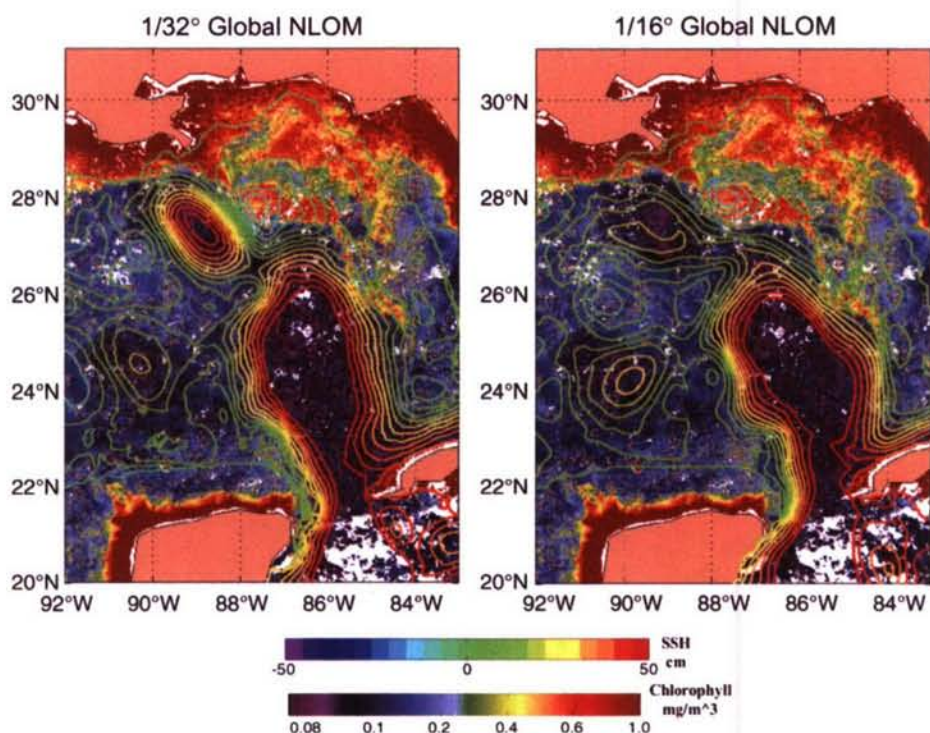 1/32° Global NLOM
1/16° Global NLOM
30°N
28°N
26°N
24°N
22°N
20°N
92°W 90°W 88°W 86°W 84°W
30°N
28°N
26°N
24°N
22°N
20°N
92°W 90°W 88°W 86°W 84°W
SSH
cm
-50 0 50
Chlorophyll
mg/m^3
0.08 0.1 0.2 0.4 0.6 1.0